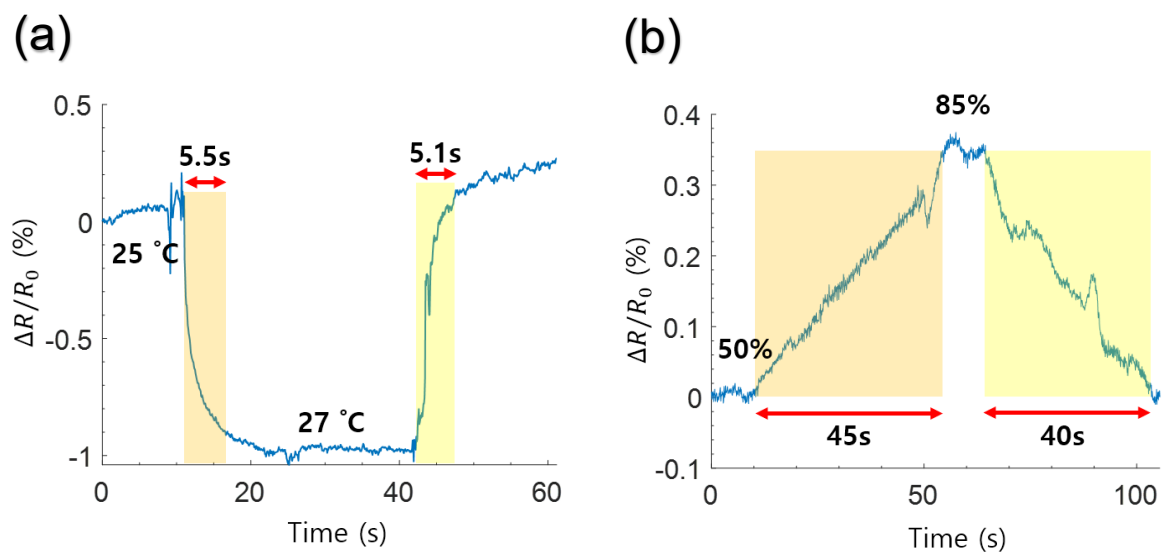 (a)
0.5
0
-0.5
-1
ΔR/R₀ (%)
5.5s
5.1s
25 ˚C
27 ˚C
0
20
40
60
Time (s)
(b)
0.4
0.3
0.2
0.1
0
-0.1
ΔR/R₀ (%)
85%
50%
45s
40s
0
50
100
Time (s)